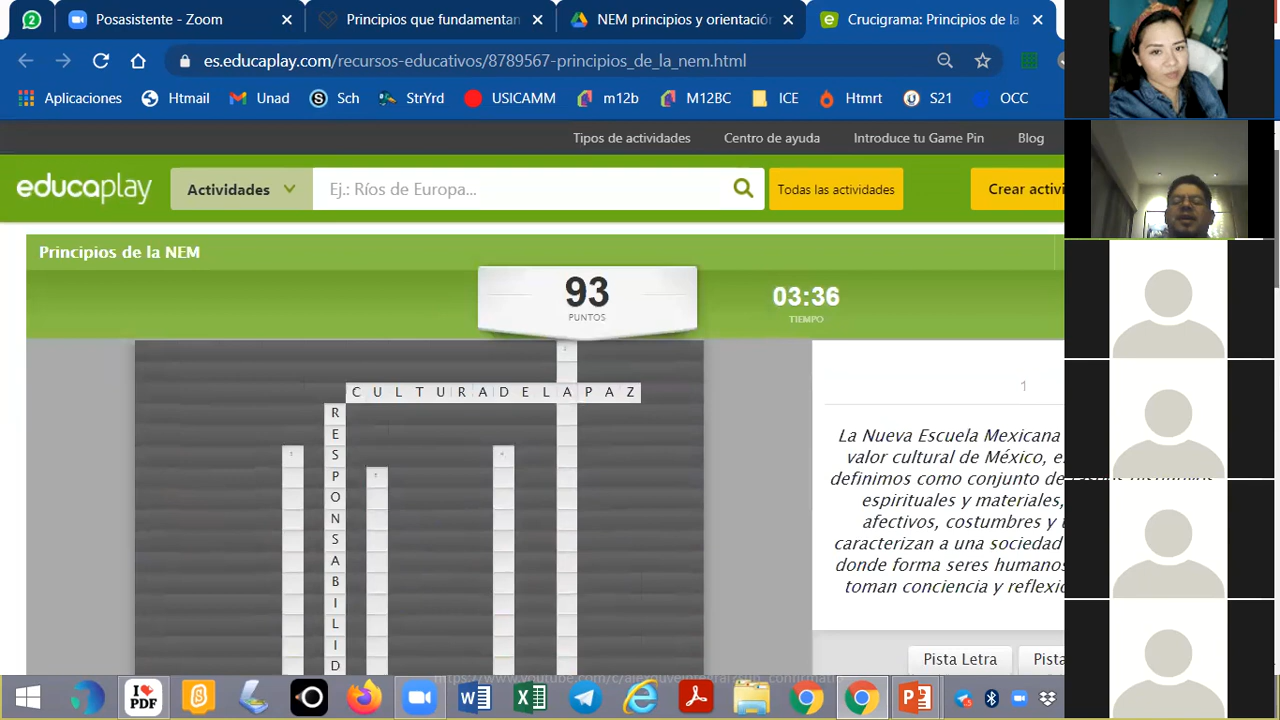 2
Posasistente - Zoom
Principios que fundamentan
NEM principios y orientación
Crucigrama: Principios de la
es.educaplay.com/recursos-educativos/8789567-principios_de_la_nem.html
Aplicaciones
Htmail
Unad
Sch
StrYrd
USICAMM
m12b
M12BC
ICE
Htmrt
S21
OCC
Tipos de actividades
Centro de ayuda
Introduce tu Game Pin
Blog
educaplay
Actividades
Ej.: Ríos de Europa...
Todas las actividades
Crear activi
Principios de la NEM
93
PUNTOS
03:36
TIEMPO
CULTURADELAPAZ
RESPONSABILID
1
La Nueva Escuela Mexicana
valor cultural de México, e
definimos como conjunto de
espirituales y materiales,
afectivos, costumbres y
caracterizan a una sociedad
donde forma seres humanos
toman conciencia y reflexio
Pista Letra
Pista
I ♥ PDF